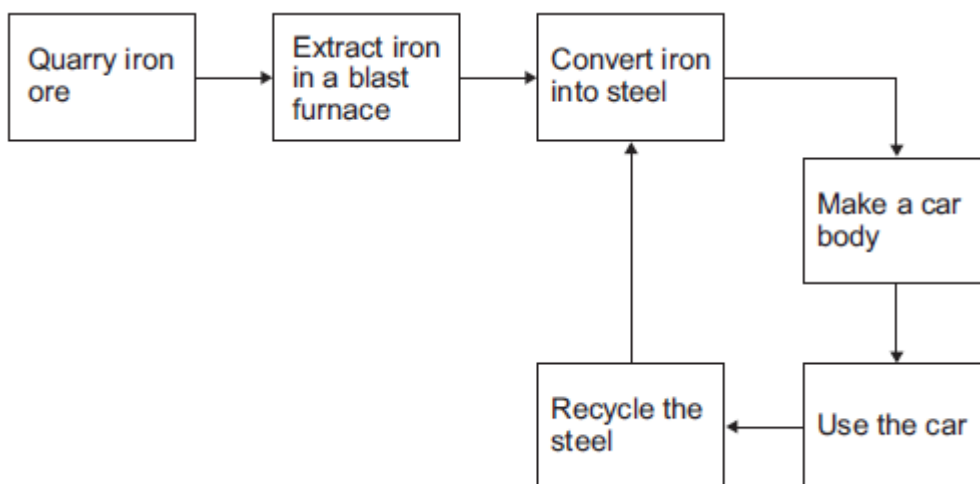 Quarry iron
ore
Extract iron
in a blast
furnace
Convert iron
into steel
Make a car
body
Use the car
Recycle the
steel